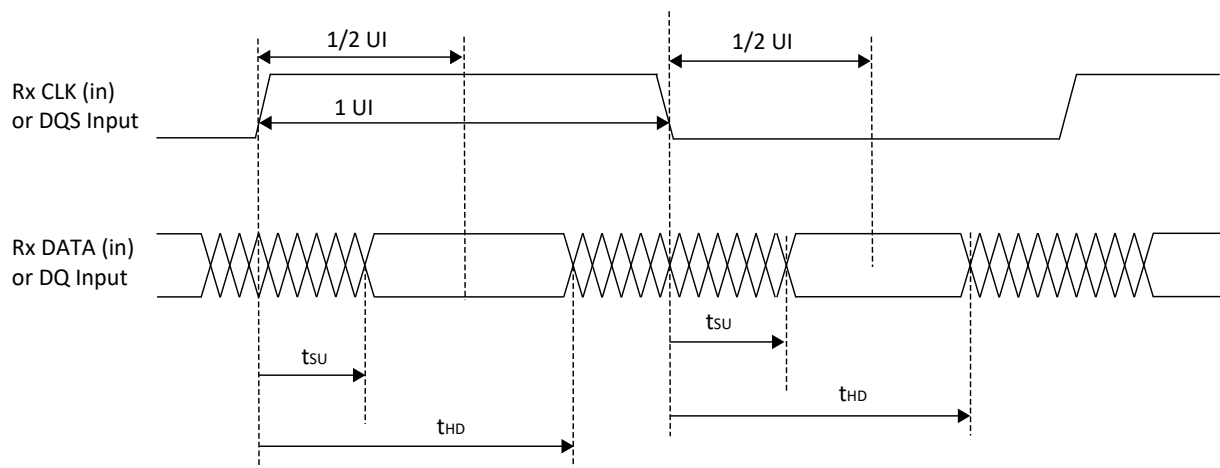 1/2 UI
1/2 UI
Rx CLK (in)
or DQS Input
1 UI
Rx DATA (in)
or DQ Input
tSU
tSU
tHD
tHD